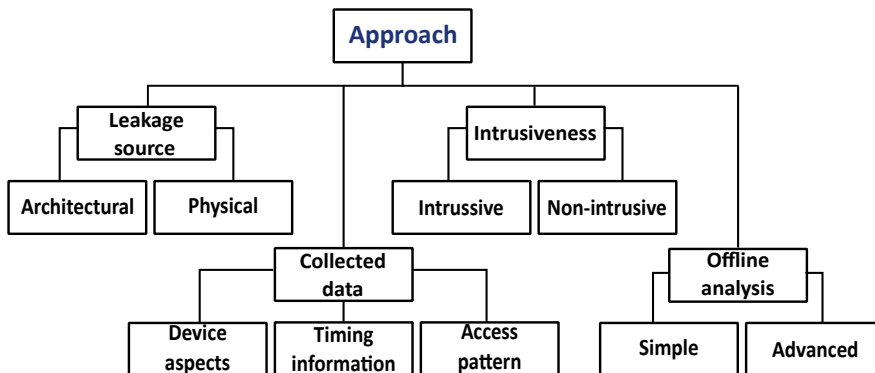 Approach
Leakage
source
Intrusiveness
Architectural
Physical
Intrussive
Non-intrusive
Collected
data
Offline
analysis
Device
aspects
Timing
information
Access
pattern
Simple
Advanced